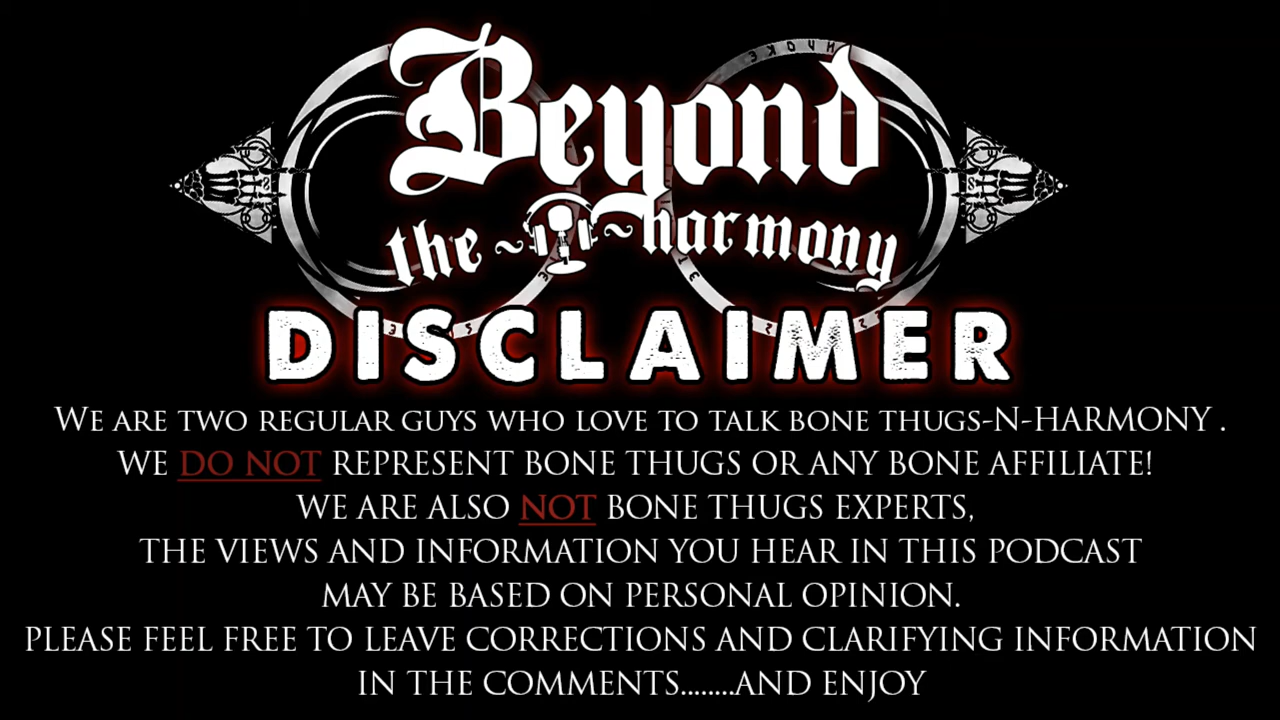 Beyond
the harmony
DISCLAIMER
WE ARE TWO REGULAR GUYS WHO LOVE TO TALK BONE THUGS-N-HARMONY .
WE DO NOT REPRESENT BONE THUGS OR ANY BONE AFFILIATE!
WE ARE ALSO NOT BONE THUGS EXPERTS,
THE VIEWS AND INFORMATION YOU HEAR IN THIS PODCAST
MAY BE BASED ON PERSONAL OPINION.
PLEASE FEEL FREE TO LEAVE CORRECTIONS AND CLARIFYING INFORMATION
IN THE COMMENTS........AND ENJOY